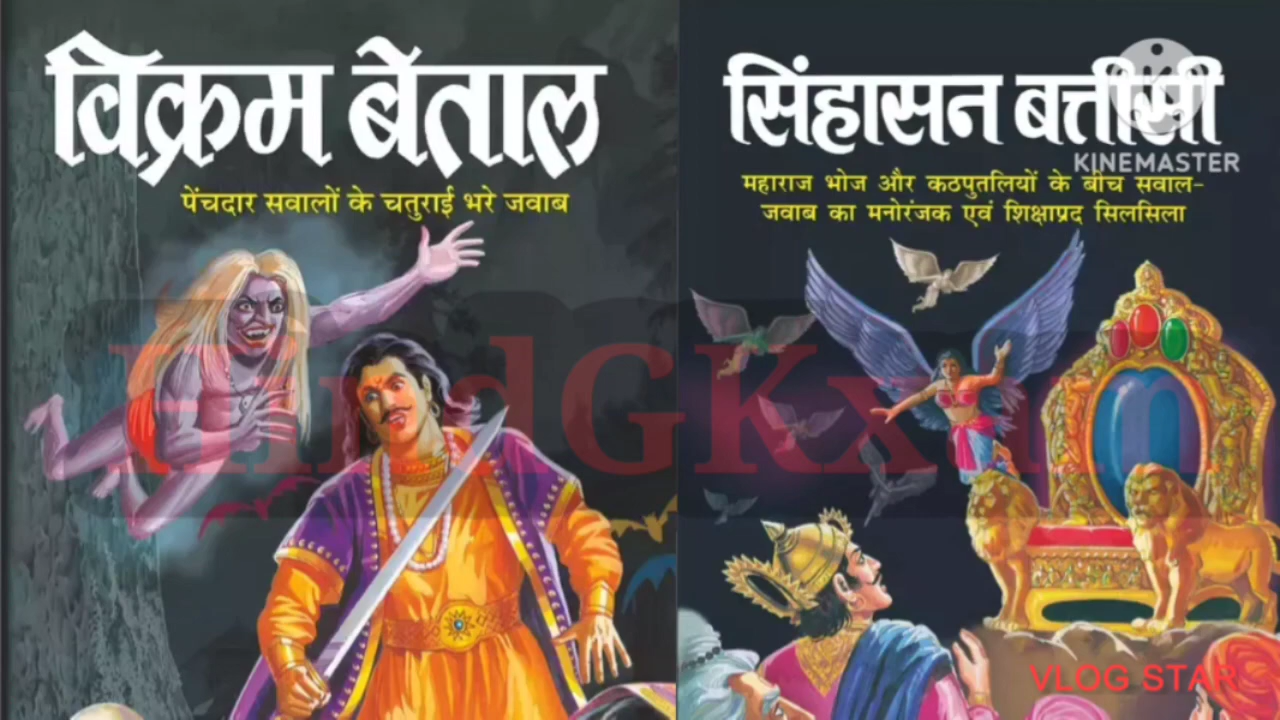 विक्रम बेताल
पेंचदार सवालों के चतुराई भरे जवाब
सिंहासन बत्तीसी
KINEMASTER
महाराज भोज और कठपुतलियों के बीच सवाल-
जवाब का मनोरंजक एवं शिक्षाप्रद सिलसिला
HindGKxam
VLOG STAR